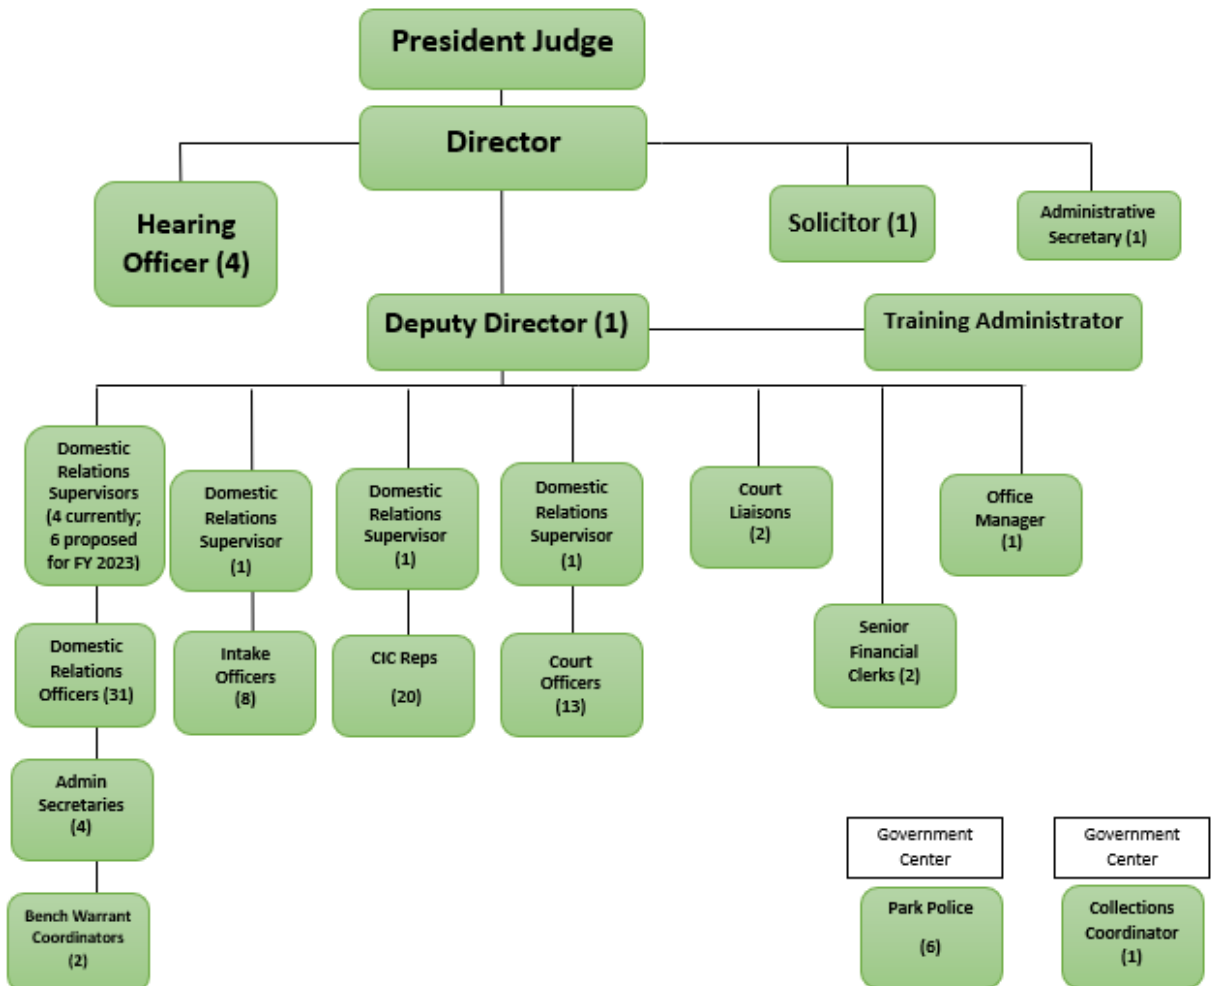 President Judge
Director
Hearing
Officer (4)
Solicitor (1)
Administrative
Secretary (1)
Deputy Director (1)
Training Administrator
Domestic
Relations
Supervisors
(4 currently;
6 proposed
for FY 2023)
Domestic
Relations
Supervisor
(1)
Domestic
Relations
Supervisor
(1)
Domestic
Relations
Supervisor
(1)
Court
Liaisons
(2)
Office
Manager
(1)
Domestic
Relations
Officers (31)
Intake
Officers
(8)
CIC Reps
(20)
Court
Officers
(13)
Senior
Financial
Clerks (2)
Admin
Secretaries
(4)
Bench Warrant
Coordinators
(2)
Government
Center
Park Police
(6)
Government
Center
Collections
Coordinator
(1)